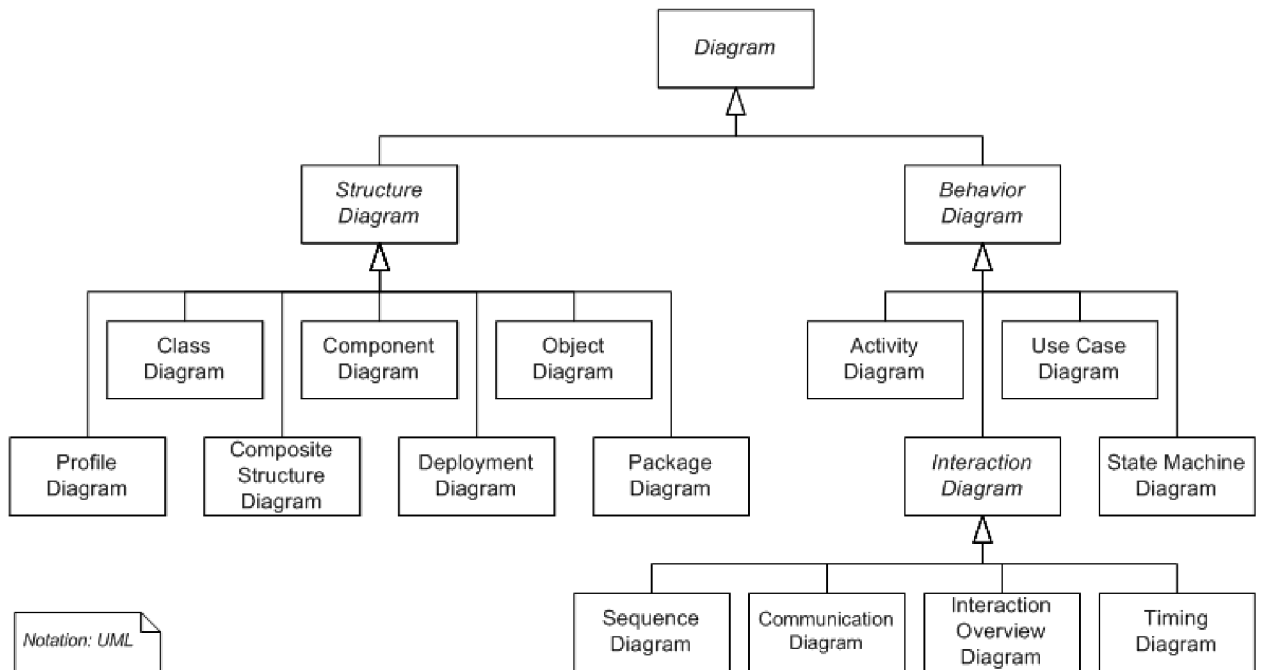 Diagram
Structure
Diagram
Behavior
Diagram
Class
Diagram
Component
Diagram
Object
Diagram
Activity
Diagram
Use Case
Diagram
Profile
Diagram
Composite
Structure
Diagram
Deployment
Diagram
Package
Diagram
Interaction
Diagram
State Machine
Diagram
Sequence
Diagram
Communication
Diagram
Interaction
Overview
Diagram
Timing
Diagram
Notation: UML